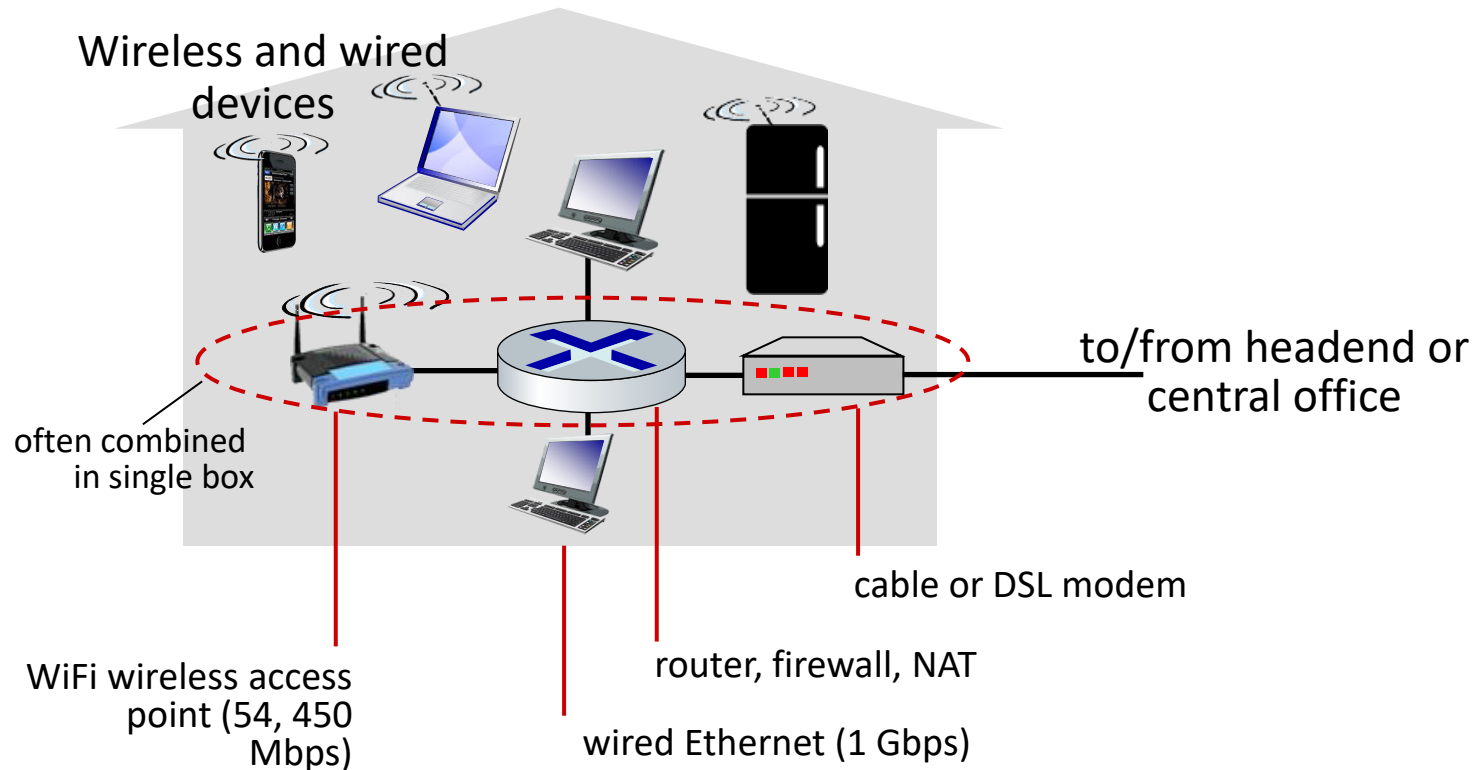 Wireless and wired
devices
to/from headend or
central office
often combined
in single box
cable or DSL modem
router, firewall, NAT
WiFi wireless access
point (54, 450
Mbps)
wired Ethernet (1 Gbps)